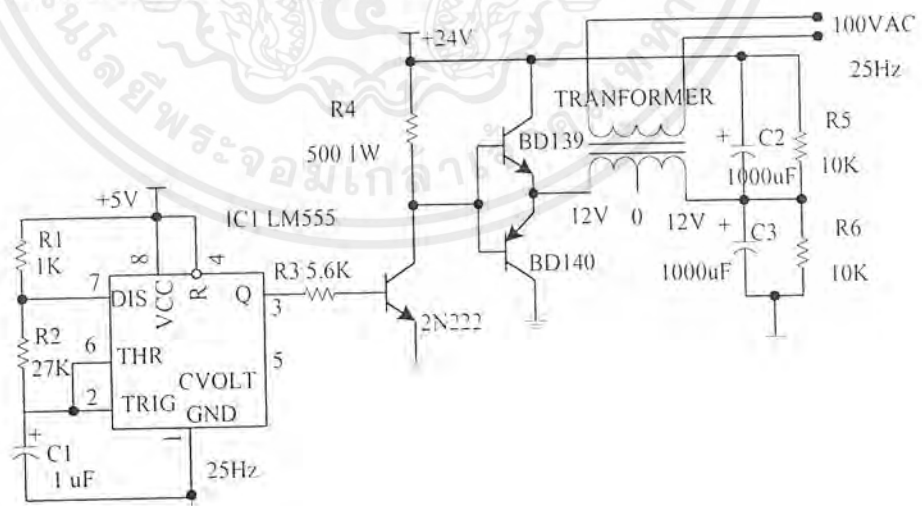 +24V
100VAC
25Hz
TRANFORMER
R4
500 1W
BD139
C2
+
1000uF
R5
10K
+5V
IC1 LM555
12V 0 12V
+
C3
1000uF
R6
10K
BD140
R1
1K
8
4
VCC
R
7
DIS
Q
3
R3 5.6K
2N222
R2
27K
6
THR
5
CVOLT
2
TRIG
GND
1
+
C1
1 uF
25Hz